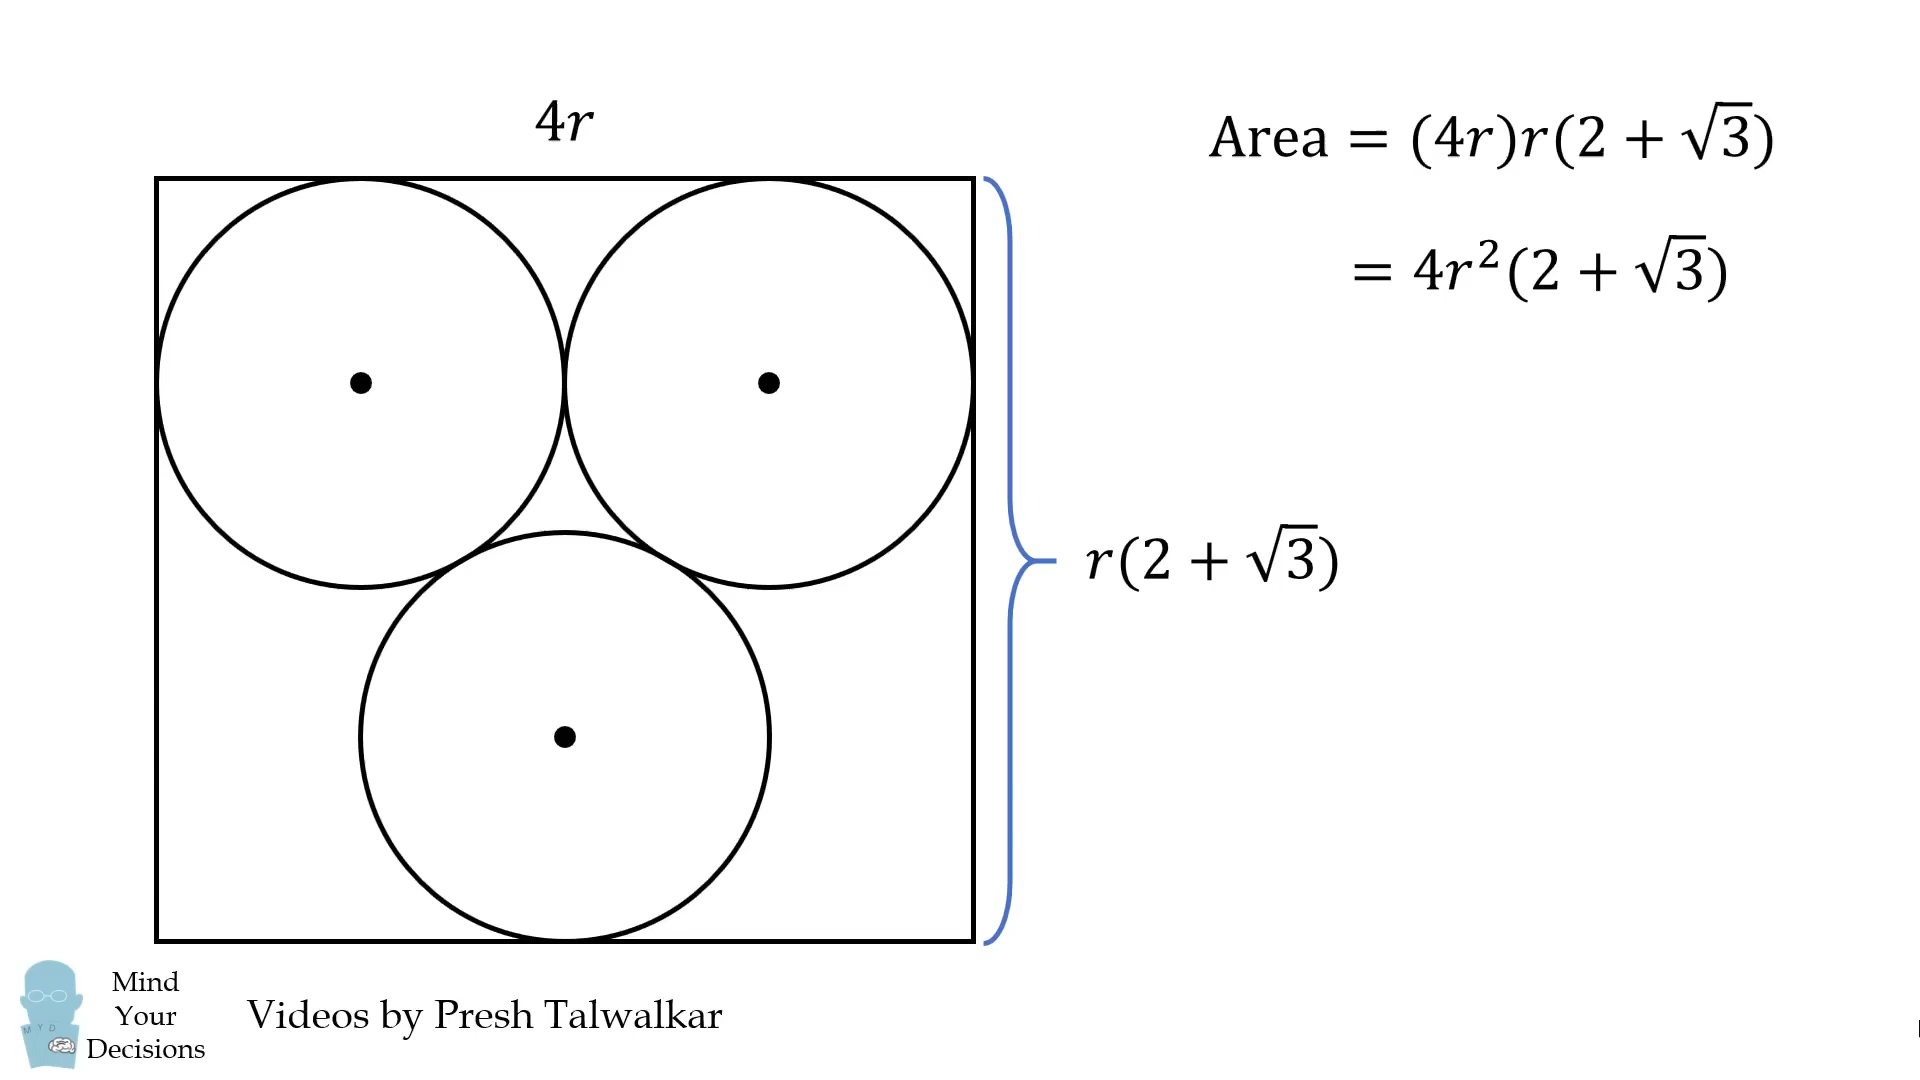 4r
Area = (4r)r(2 + √3)
= 4r²(2 + √3)
r(2 + √3)
M Y D
Mind
Your
Decisions
Videos by Presh Talwalkar